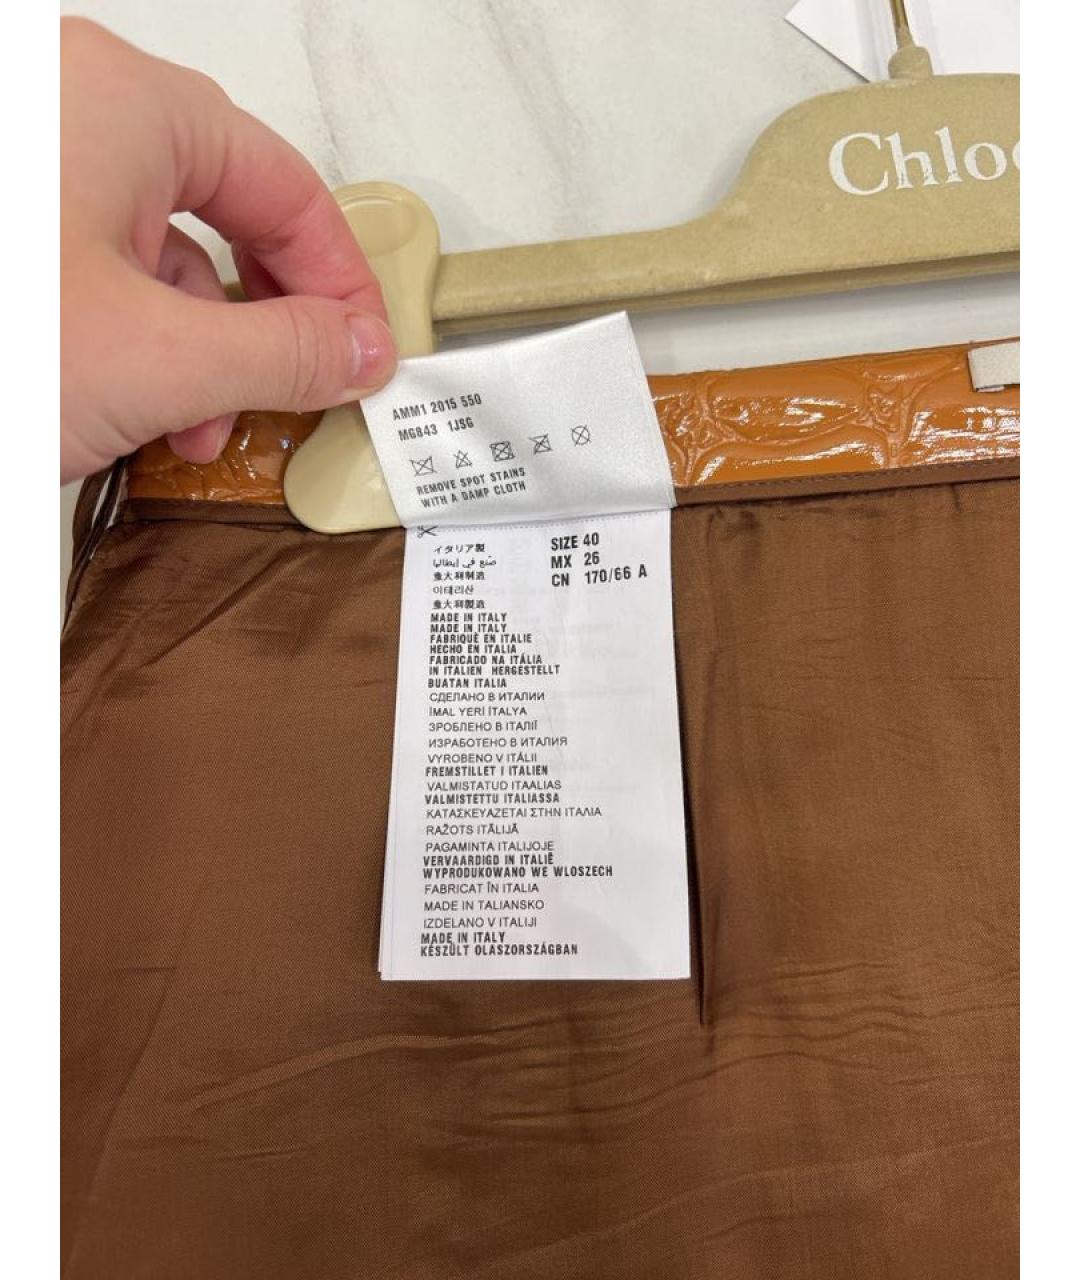 Chloé
AMM1 2015 550
MG843 1JSG
REMOVE SPOT STAINS
WITH A DAMP CLOTH
イタリア製
صنع في إيطاليا
意大利制造
이태리산
意大利製造
SIZE 40
MX 26
CN 170/66 A
MADE IN ITALY
MADE IN ITALY
FABRIQUÉ EN ITALIE
HECHO EN ITALIA
FABRICADO NA ITÁLIA
IN ITALIEN HERGESTELLT
BUATAN ITALIA
СДЕЛАНО В ИТАЛИИ
İMAL YERİ İTALYA
ЗРОБЛЕНО В ІТАЛІЇ
ИЗРАБОТЕНО В ИТАЛИЯ
VYROBENO V ITÁLII
FREMSTILLET I ITALIEN
VALMISTATUD ITAALIAS
VALMISTETTU ITALIASSA
ΚΑΤΑΣΚΕΥΑΖΕΤΑΙ ΣΤΗΝ ΙΤΑΛΙΑ
RAŽOTS ITĀLIJĀ
PAGAMINTA ITALIJOJE
VERVAARDIGD IN ITALIË
WYPRODUKOWANO WE WLOSZECH
FABRICAT ÎN ITALIA
MADE IN TALIANSKO
IZDELANO V ITALIJI
MADE IN ITALY
KÉSZÜLT OLASZORSZÁGBAN